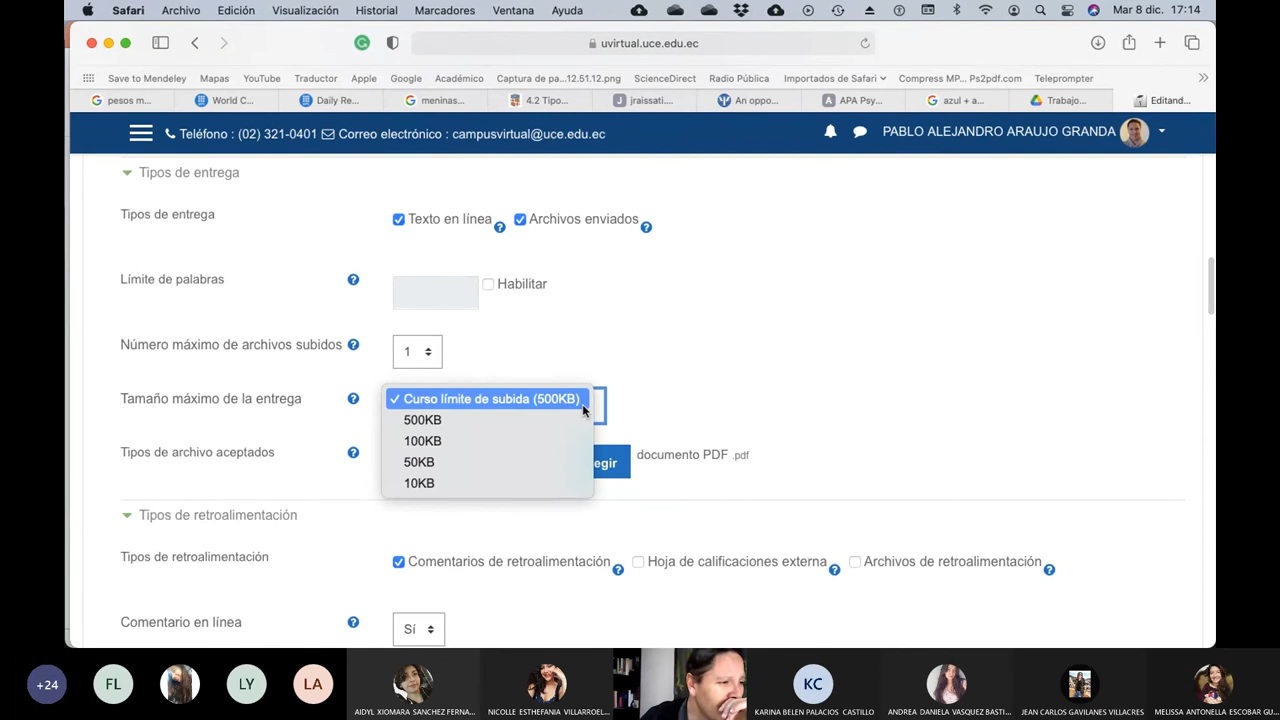 Safari Archivo Edición Visualización Historial Marcadores Ventana Ayuda Mar 8 dic. 17:14
uvirtual.uce.edu.ec
Save to Mendeley Mapas YouTube Traductor Apple Google Académico Captura de pa...12.51.12.png ScienceDirect Radio Pública Importados de Safari Compress MP... Ps2pdf.com Teleprompter
pesos m... World C... Daily Re... meninas... 4.2 Tipo... jraissati.... An oppo... APA Psy... azul + a... Trabajo... Editand...
Teléfono : (02) 321-0401 Correo electrónico : campusvirtual@uce.edu.ec PABLO ALEJANDRO ARAUJO GRANDA
Tipos de entrega
Tipos de entrega Texto en línea Archivos enviados
Límite de palabras Habilitar
Número máximo de archivos subidos 1
Tamaño máximo de la entrega ✓ Curso límite de subida (500KB)
500KB
100KB
Tipos de archivo aceptados egir documento PDF .pdf
50KB
10KB
Tipos de retroalimentación
Tipos de retroalimentación Comentarios de retroalimentación Hoja de calificaciones externa Archivos de retroalimentación
Comentario en línea Sí
+24 FL LY LA KC
AIDYL XIOMARA SANCHEZ FERNA... NICOLLE ESTHEFANIA VILLARROEL... KARINA BELEN PALACIOS CASTILLO ANDREA DANIELA VASQUEZ BASTI... JEAN CARLOS GAVILANES VILLACRES MELISSA ANTONELLA ESCOBAR GU...